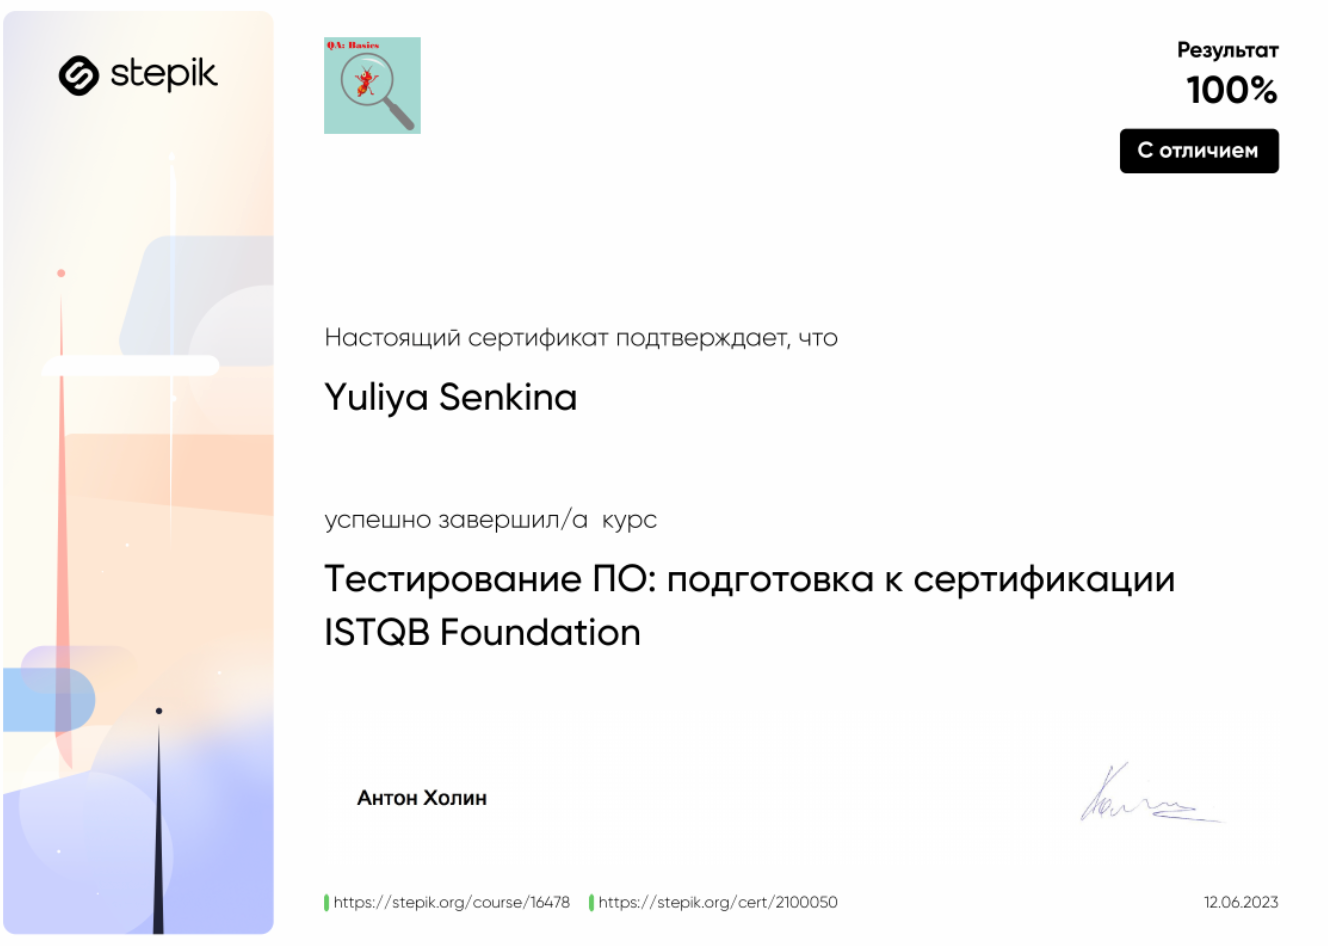 stepik
QA: Basics
Результат
100%
С отличием
Настоящий сертификат подтверждает, что
Yuliya Senkina
успешно завершил/а курс
Тестирование ПО: подготовка к сертификации
ISTQB Foundation
Антон Холин
https://stepik.org/course/16478 https://stepik.org/cert/2100050
12.06.2023